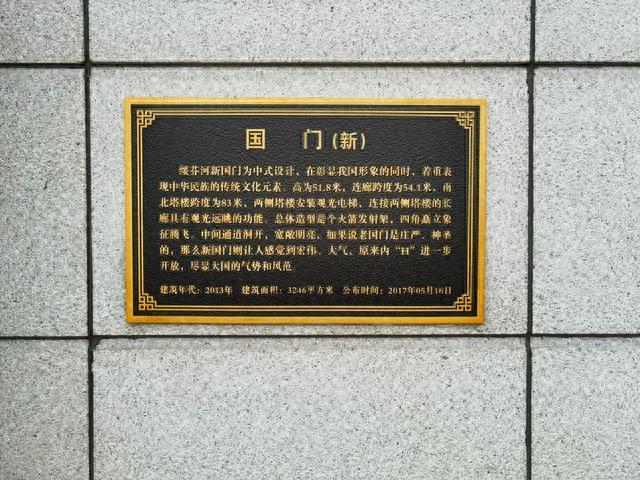 国 门(新)
绥芬河新国门为中式设计，在彰显我国形象的同时，着重表
现中华民族的传统文化元素。高为51.8米，连廊跨度为54.1米，南
北塔楼跨度为83米，两侧塔楼安装观光电梯，连接两侧塔楼的长
廊具有观光远眺的功能。总体造型是个火箭发射架，四角矗立象
征腾飞。中间通道洞开，宽敞明亮。如果说老国门是庄严、神圣
的，那么新国门则让人感觉到宏伟、大气，原来内“H”进一步
开放，尽显大国的气势和风范
建筑年代：2013年 建筑面积：3246平方米 公布时间：2017年05月16日